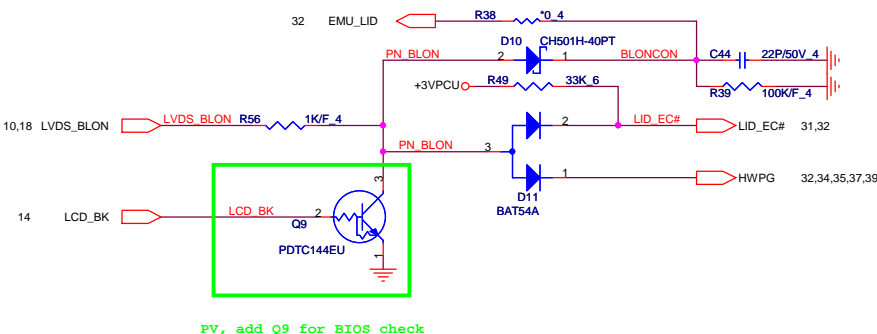 R38 *0_4
32 EMU_LID
D10 CH501H-40PT
PN_BLON 2 1 BLONCON C44 22P/50V_4
+3VPCU R49 33K_6
R39 100K/F_4
10,18 LVDS_BLON LVDS_BLON R56 1K/F_4 2 LID_EC# LID_EC# 31,32
PN_BLON 3
3 1 HWPG 32,34,35,37,39
D11
BAT54A
14 LCD_BK LCD_BK 2
Q9
PDTC144EU
1
PV, add Q9 for BIOS check